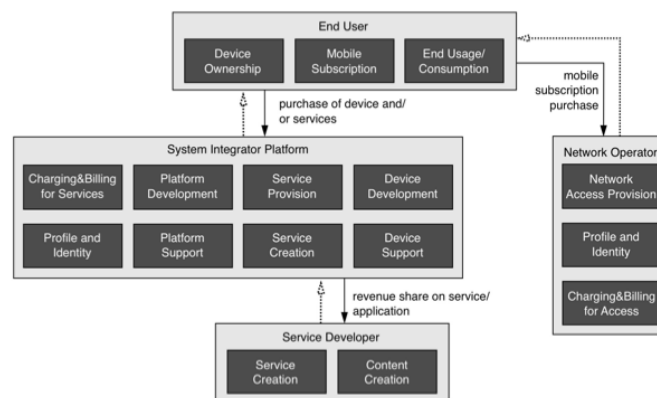 End User
Device
Ownership
Mobile
Subscription
End Usage/
Consumption
purchase of device and/
or services
mobile
subscription
purchase
System Integrator Platform
Charging&Billing
for Services
Platform
Development
Service
Provision
Device
Development
Profile and
Identity
Platform
Support
Service
Creation
Device
Support
Network Operator
Network
Access Provision
Profile and
Identity
Charging&Billing
for Access
revenue share on service/
application
Service Developer
Service
Creation
Content
Creation